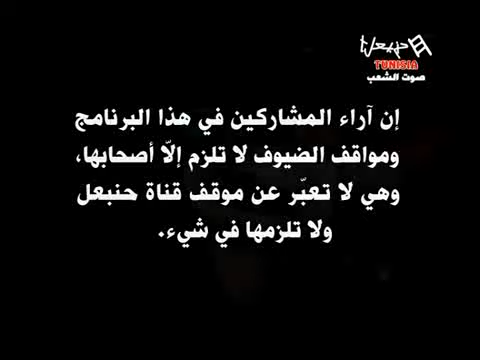 حنبعل
TUNISIA
صوت الشعب
إن آراء المشاركين في هذا البرنامج
ومواقف الضيوف لا تلزم إلّا أصحابها،
وهي لا تعبّر عن موقف قناة حنبعل
ولا تلزمها في شيء.